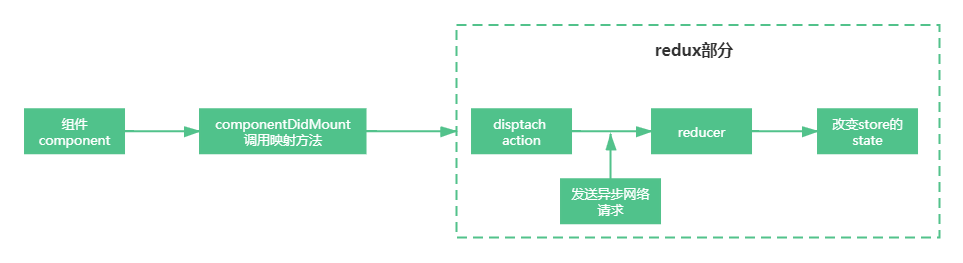 redux部分
组件
component
componentDidMount
调用映射方法
disptach
action
reducer
改变store的
state
发送异步网络
请求